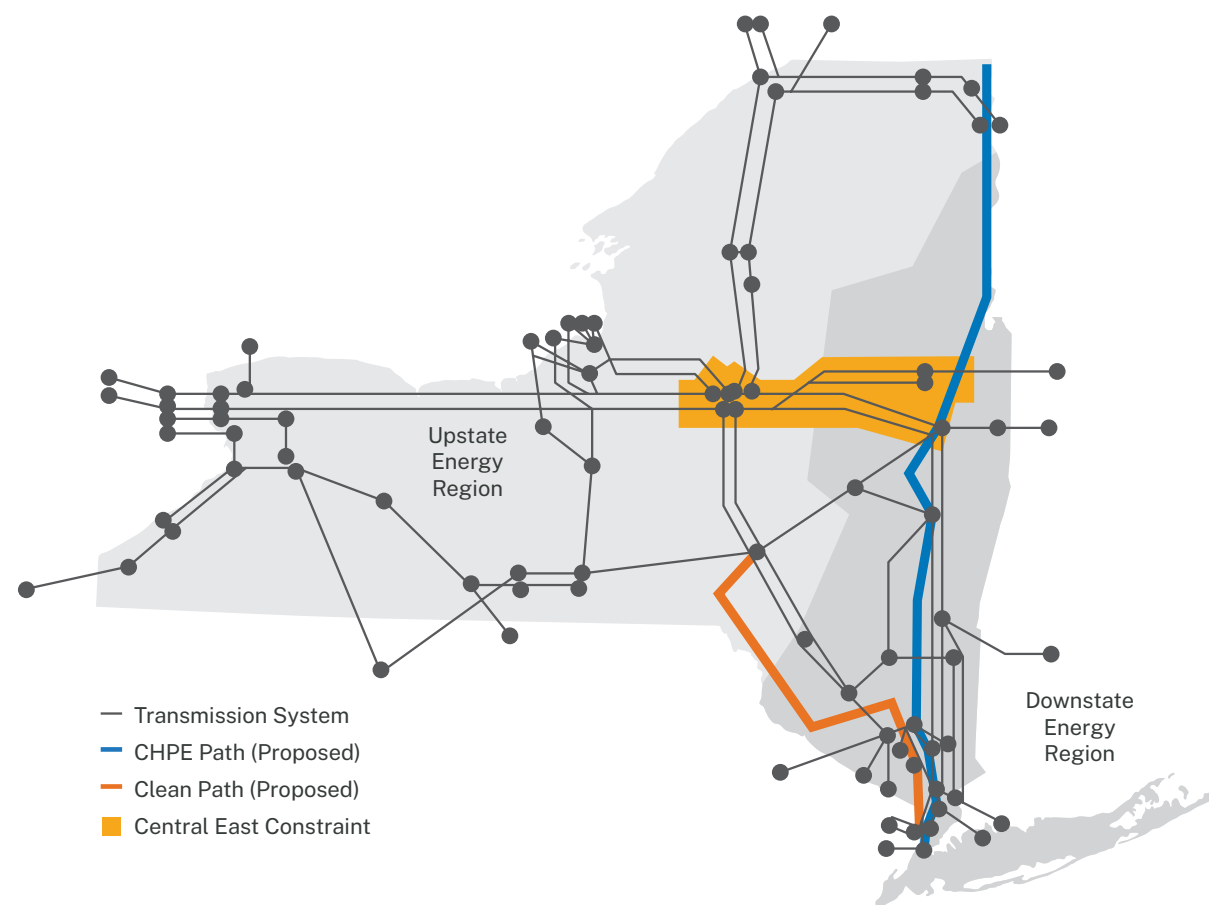 Upstate
Energy
Region
Transmission System
CHPE Path (Proposed)
Clean Path (Proposed)
Central East Constraint
Downstate
Energy
Region